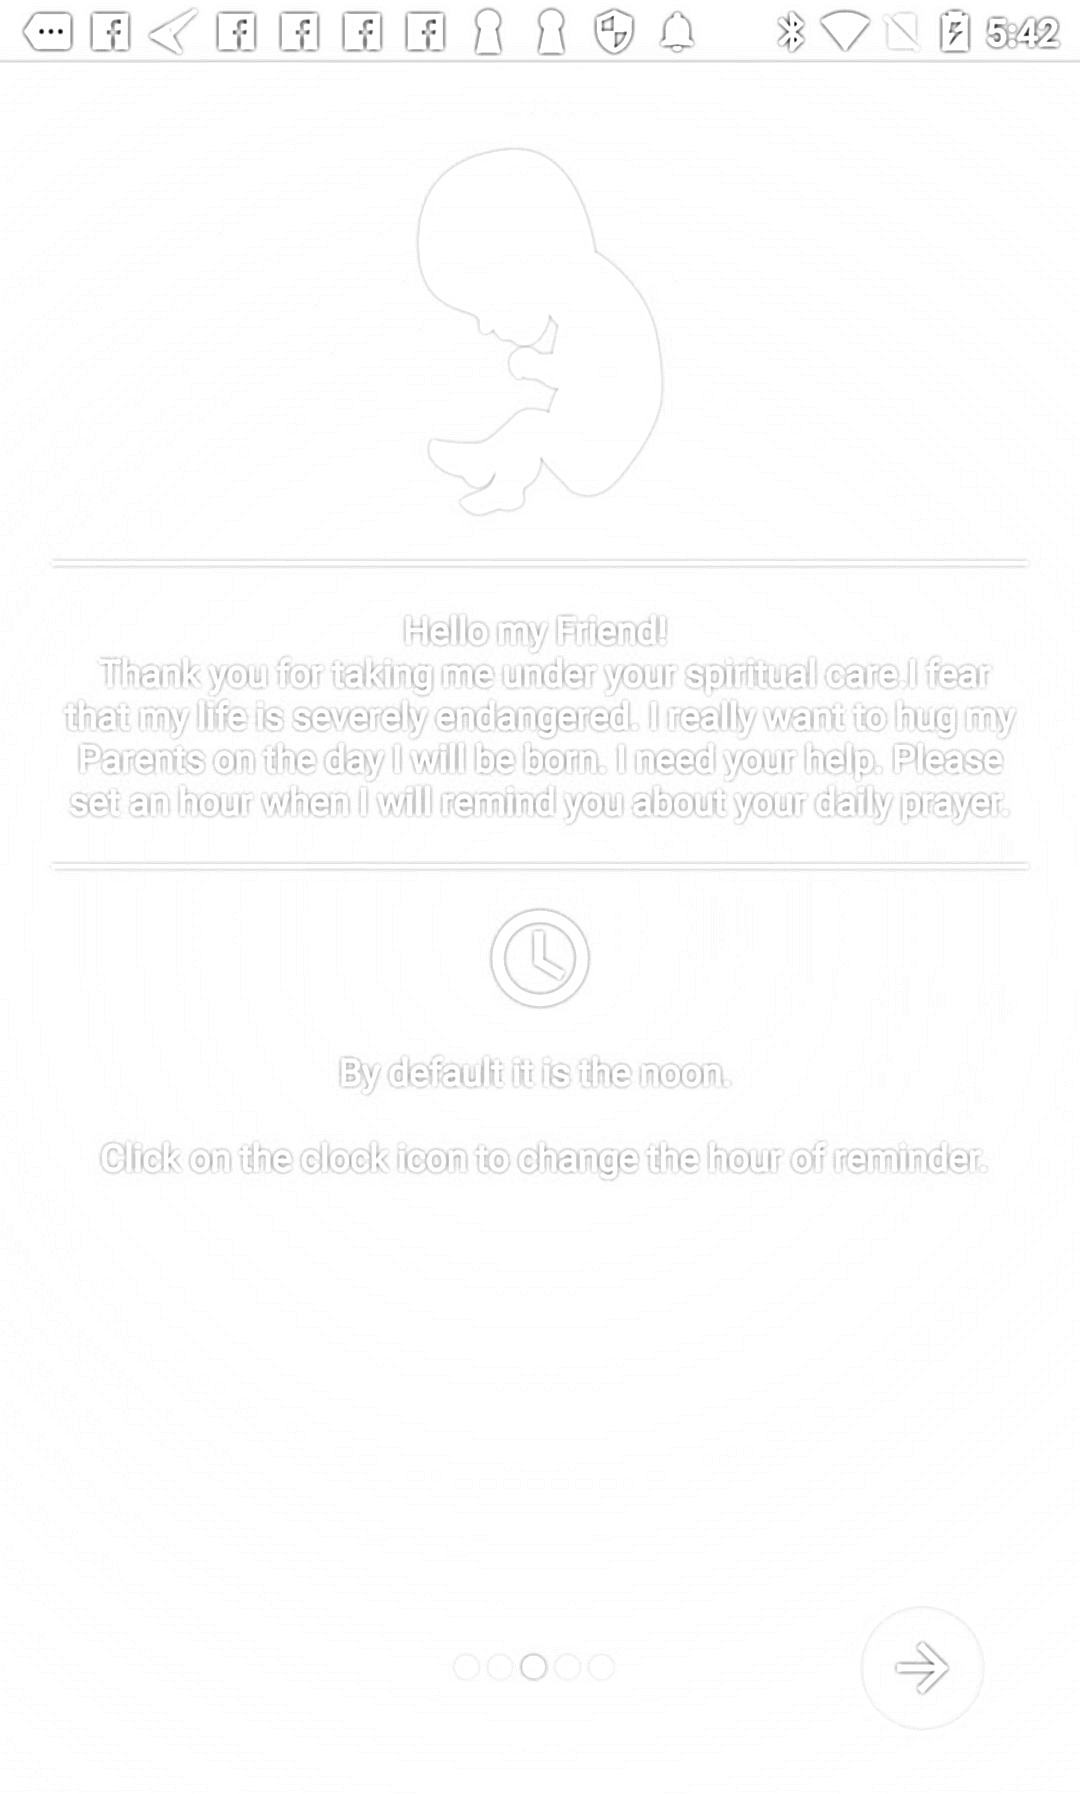 5:42
Hello my Friend!
Thank you for taking me under your spiritual care.I fear
that my life is severely endangered. I really want to hug my
Parents on the day I will be born. I need your help. Please
set an hour when I will remind you about your daily prayer.
By default it is the noon.
Click on the clock icon to change the hour of reminder.